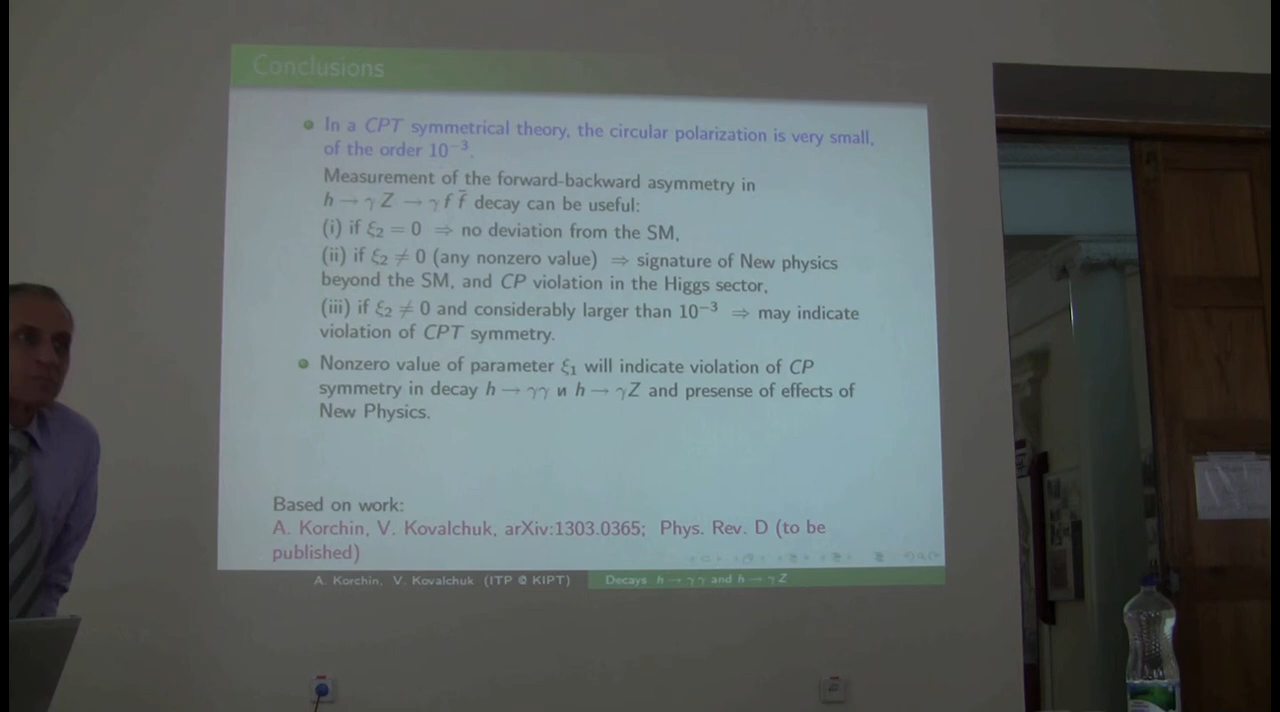 Conclusions
In a CPT symmetrical theory, the circular polarization is very small,
of the order 10⁻³.
Measurement of the forward-backward asymmetry in
h → γ Z → γ f f̄ decay can be useful:
(i) if ξ₂ = 0 ⇒ no deviation from the SM,
(ii) if ξ₂ ≠ 0 (any nonzero value) ⇒ signature of New physics
beyond the SM, and CP violation in the Higgs sector,
(iii) if ξ₂ ≠ 0 and considerably larger than 10⁻³ ⇒ may indicate
violation of CPT symmetry.
Nonzero value of parameter ξ₁ will indicate violation of CP
symmetry in decay h → γγ и h → γZ and presense of effects of
New Physics.
Based on work:
A. Korchin, V. Kovalchuk, arXiv:1303.0365; Phys. Rev. D (to be
published)
A. Korchin, V. Kovalchuk (ITP @ KIPT) Decays h → γγ and h → γZ